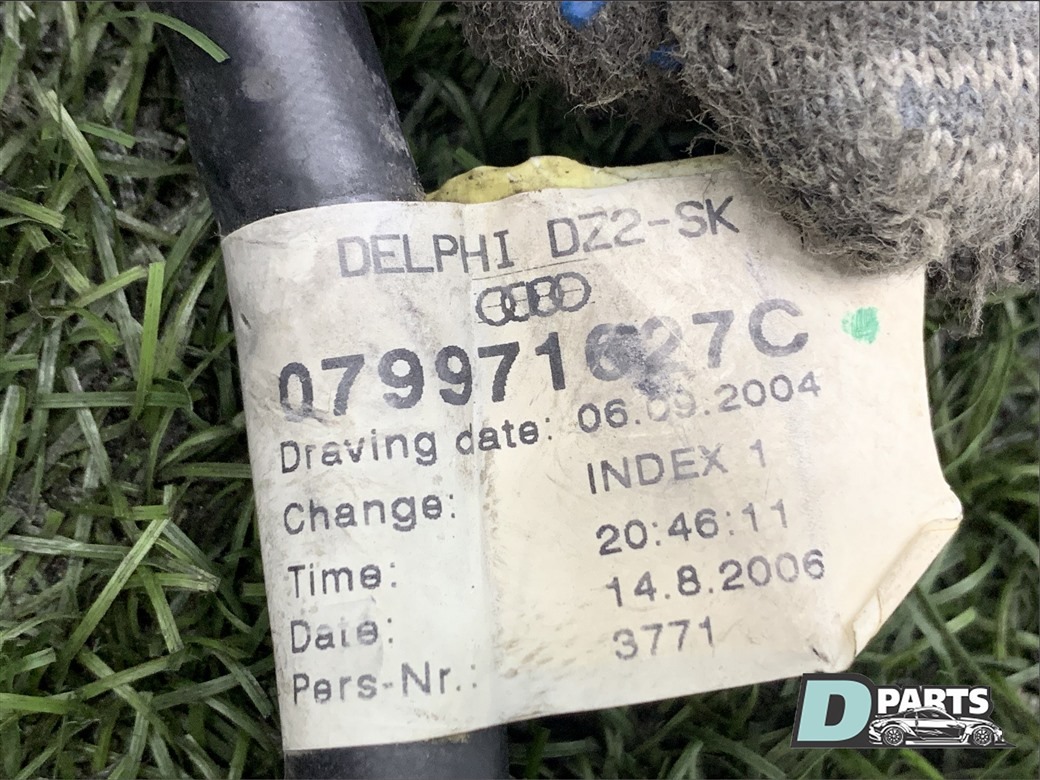 DELPHI DZ2-SK
079971627C
Draving date: 06.09.2004
Change: INDEX 1
Time: 20:46:11
Date: 14.8.2006
Pers-Nr.: 3771
D PARTS